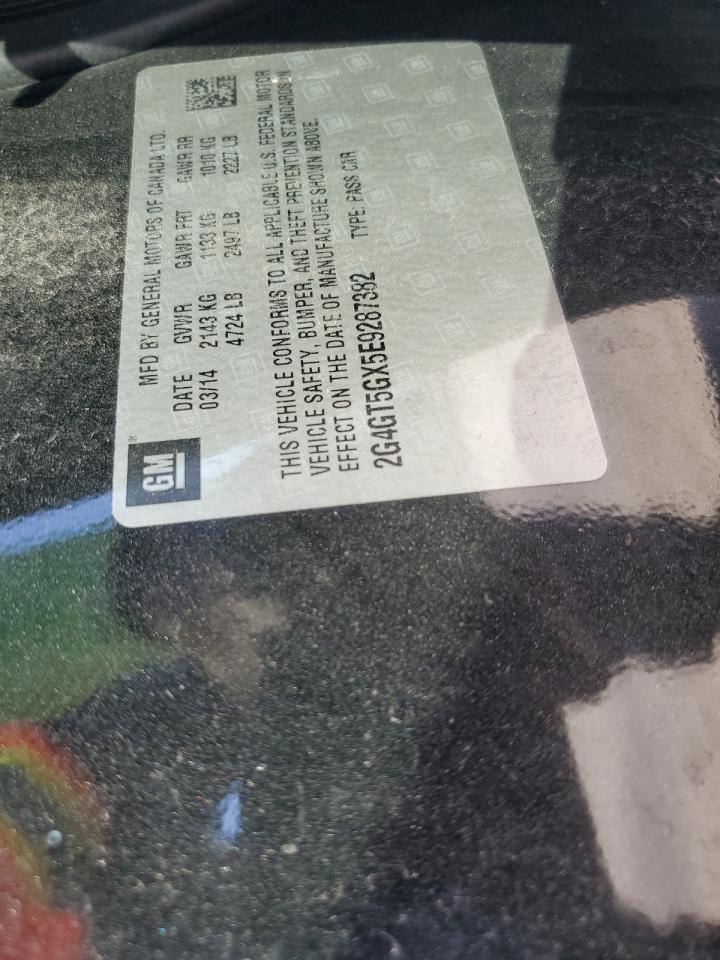 GM
MFD BY GENERAL MOTORS OF CANADA LTD.
DATE GVWR GAWR FRT GAWR RR
03/14 2143 KG 1133 KG 1010 KG
4724 LB 2497 LB 2227 LB
THIS VEHICLE CONFORMS TO ALL APPLICABLE U.S. FEDERAL MOTOR
VEHICLE SAFETY, BUMPER, AND THEFT PREVENTION STANDARDS IN
EFFECT ON THE DATE OF MANUFACTURE SHOWN ABOVE.
2G4GT5GX5E9287382 TYPE: PASS CAR